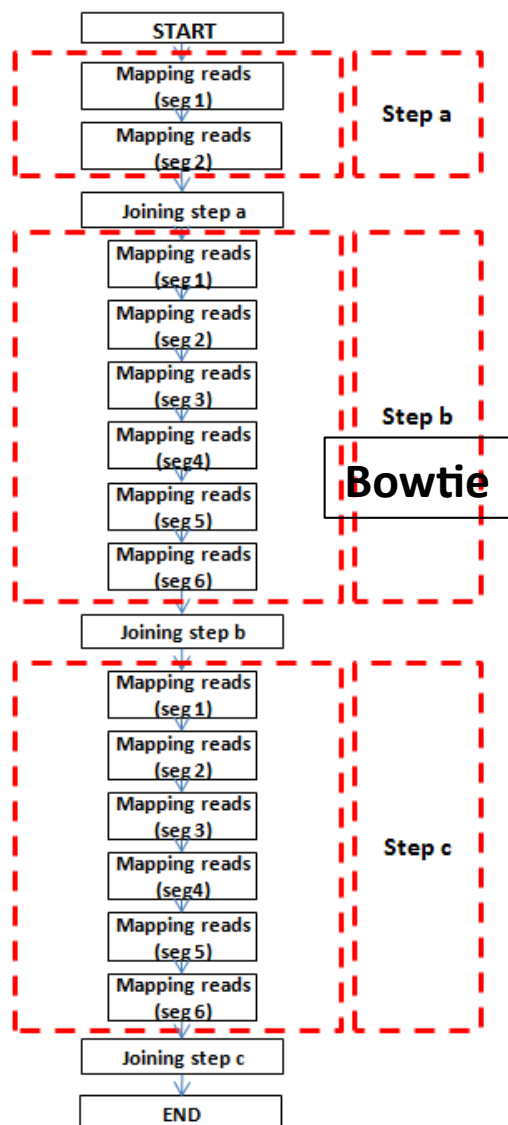 START
Mapping reads
(seg 1)
Mapping reads
(seg 2)
Step a
Joining step a
Mapping reads
(seg 1)
Mapping reads
(seg 2)
Mapping reads
(seg 3)
Mapping reads
(seg4)
Mapping reads
(seg 5)
Mapping reads
(seg 6)
Step b
Bowtie
Joining step b
Mapping reads
(seg 1)
Mapping reads
(seg 2)
Mapping reads
(seg 3)
Mapping reads
(seg4)
Mapping reads
(seg 5)
Mapping reads
(seg 6)
Step c
Joining step c
END